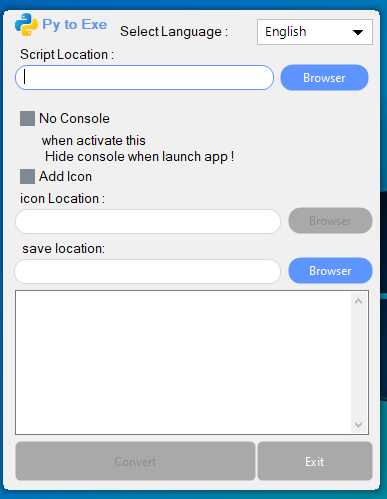 Py to Exe
Select Language :
English
Script Location :
Browser
No Console
when activate this
Hide console when launch app !
Add Icon
icon Location :
Browser
save location:
Browser
Convert
Exit